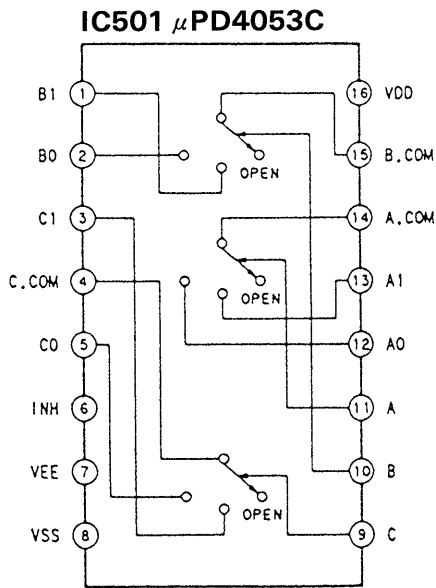 IC501 μPD4053C
B1 1
16 VDD
B0 2
15 B.COM
OPEN
C1 3
14 A.COM
C.COM 4
13 A1
OPEN
C0 5
12 A0
INH 6
11 A
VEE 7
10 B
VSS 8
9 C
OPEN